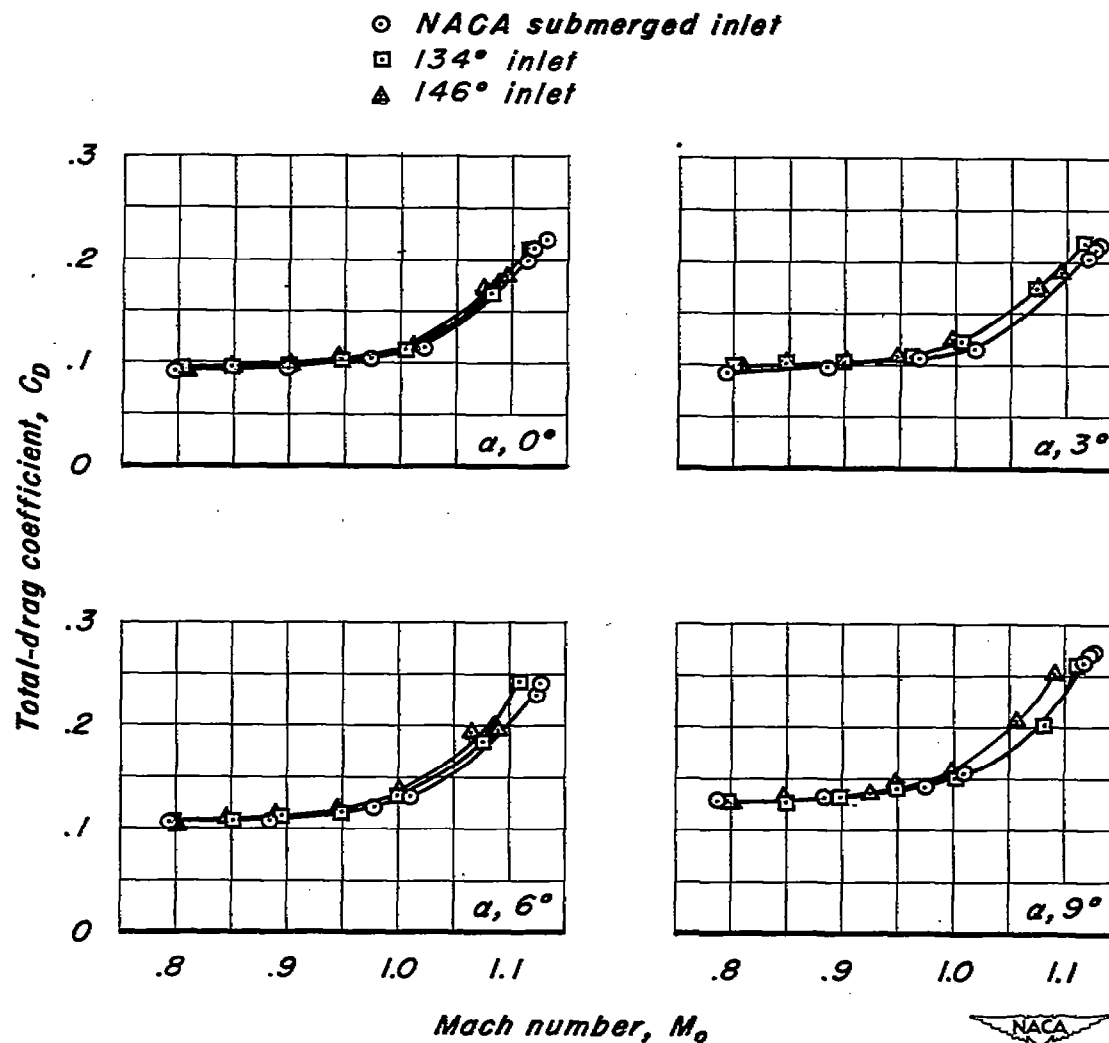 NACA submerged inlet
134° inlet
146° inlet
.3
.2
.1
0
α, 0°
α, 3°
Total-drag coefficient, C_D
.3
.2
.1
0
α, 6°
α, 9°
.8 .9 1.0 1.1
.8 .9 1.0 1.1
Mach number, M_o
NACA